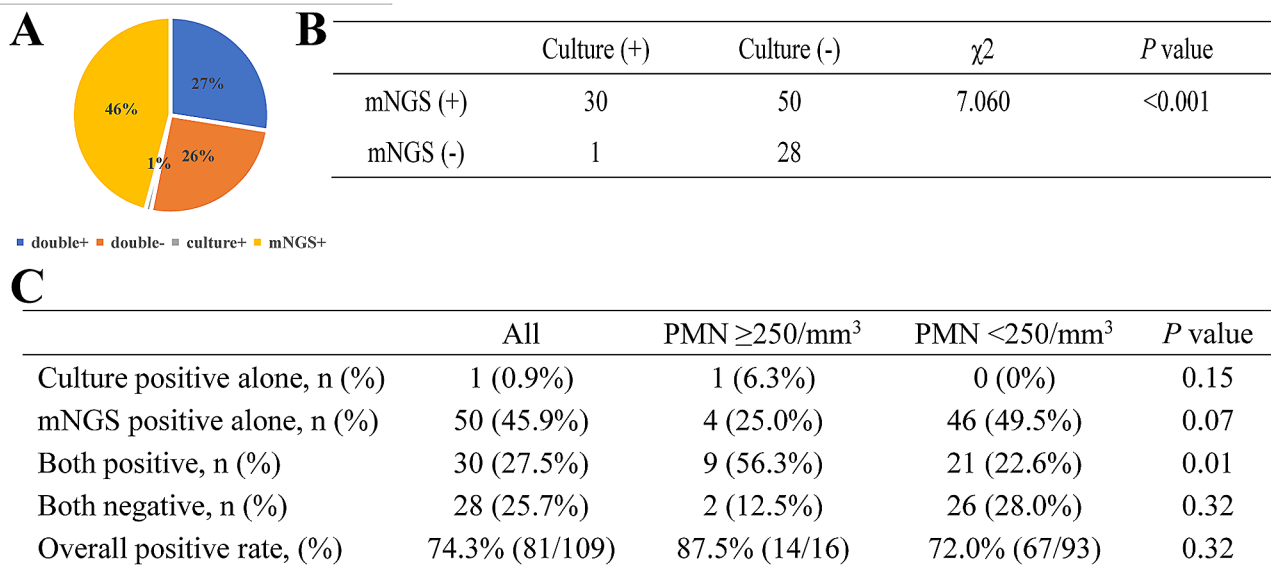 A
27%
46%
1%
26%
double+ double- culture+ mNGS+
B
Culture (+) Culture (-) χ2 P value
mNGS (+) 30 50 7.060 <0.001
mNGS (-) 1 28
C
All PMN ≥250/mm³ PMN <250/mm³ P value
Culture positive alone, n (%) 1 (0.9%) 1 (6.3%) 0 (0%) 0.15
mNGS positive alone, n (%) 50 (45.9%) 4 (25.0%) 46 (49.5%) 0.07
Both positive, n (%) 30 (27.5%) 9 (56.3%) 21 (22.6%) 0.01
Both negative, n (%) 28 (25.7%) 2 (12.5%) 26 (28.0%) 0.32
Overall positive rate, (%) 74.3% (81/109) 87.5% (14/16) 72.0% (67/93) 0.32